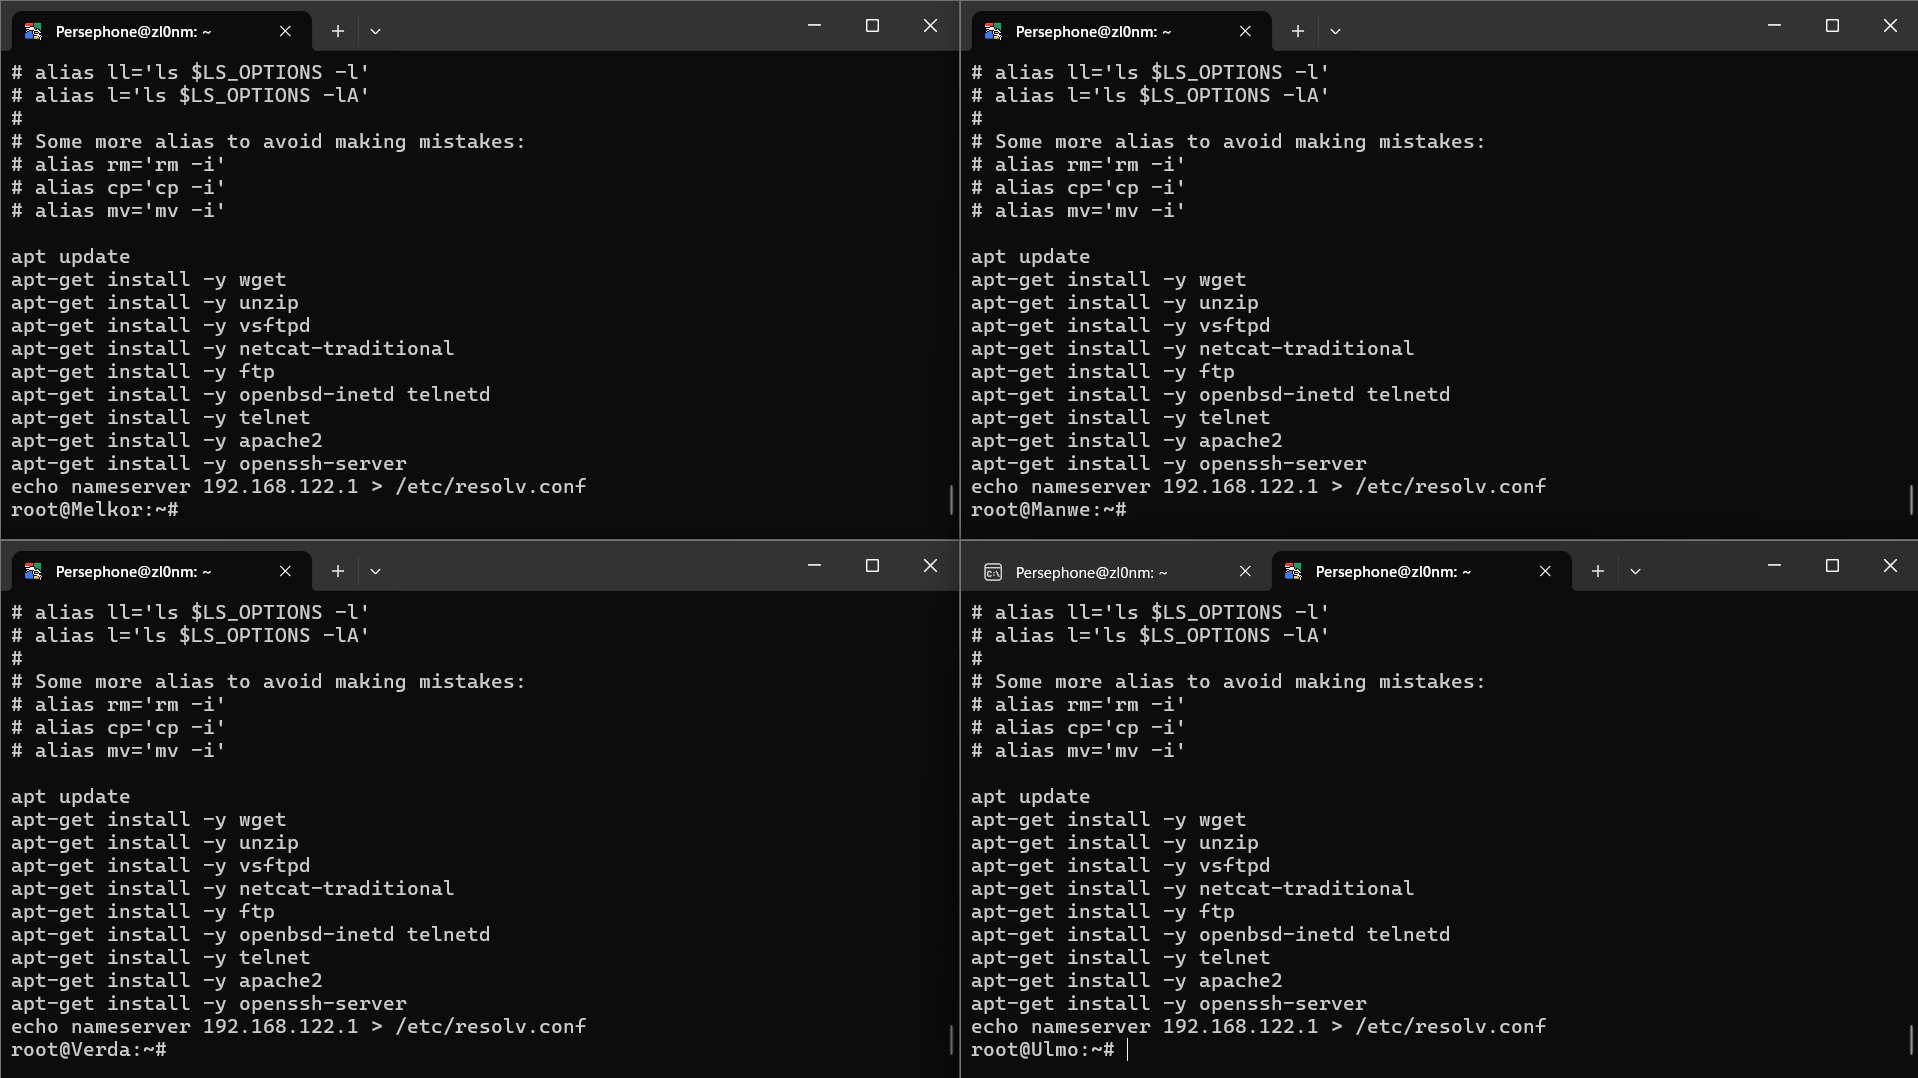 Persephone@zl0nm: ~
# alias ll='ls $LS_OPTIONS -l'
# alias l='ls $LS_OPTIONS -lA'
#
# Some more alias to avoid making mistakes:
# alias rm='rm -i'
# alias cp='cp -i'
# alias mv='mv -i'

apt update
apt-get install -y wget
apt-get install -y unzip
apt-get install -y vsftpd
apt-get install -y netcat-traditional
apt-get install -y ftp
apt-get install -y openbsd-inetd telnetd
apt-get install -y telnet
apt-get install -y apache2
apt-get install -y openssh-server
echo nameserver 192.168.122.1 > /etc/resolv.conf
root@Melkor:~#
Persephone@zl0nm: ~
# alias ll='ls $LS_OPTIONS -l'
# alias l='ls $LS_OPTIONS -lA'
#
# Some more alias to avoid making mistakes:
# alias rm='rm -i'
# alias cp='cp -i'
# alias mv='mv -i'

apt update
apt-get install -y wget
apt-get install -y unzip
apt-get install -y vsftpd
apt-get install -y netcat-traditional
apt-get install -y ftp
apt-get install -y openbsd-inetd telnetd
apt-get install -y telnet
apt-get install -y apache2
apt-get install -y openssh-server
echo nameserver 192.168.122.1 > /etc/resolv.conf
root@Manwe:~#
Persephone@zl0nm: ~
# alias ll='ls $LS_OPTIONS -l'
# alias l='ls $LS_OPTIONS -lA'
#
# Some more alias to avoid making mistakes:
# alias rm='rm -i'
# alias cp='cp -i'
# alias mv='mv -i'

apt update
apt-get install -y wget
apt-get install -y unzip
apt-get install -y vsftpd
apt-get install -y netcat-traditional
apt-get install -y ftp
apt-get install -y openbsd-inetd telnetd
apt-get install -y telnet
apt-get install -y apache2
apt-get install -y openssh-server
echo nameserver 192.168.122.1 > /etc/resolv.conf
root@Verda:~#
Persephone@zl0nm: ~ Persephone@zl0nm: ~
# alias ll='ls $LS_OPTIONS -l'
# alias l='ls $LS_OPTIONS -lA'
#
# Some more alias to avoid making mistakes:
# alias rm='rm -i'
# alias cp='cp -i'
# alias mv='mv -i'

apt update
apt-get install -y wget
apt-get install -y unzip
apt-get install -y vsftpd
apt-get install -y netcat-traditional
apt-get install -y ftp
apt-get install -y openbsd-inetd telnetd
apt-get install -y telnet
apt-get install -y apache2
apt-get install -y openssh-server
echo nameserver 192.168.122.1 > /etc/resolv.conf
root@Ulmo:~#